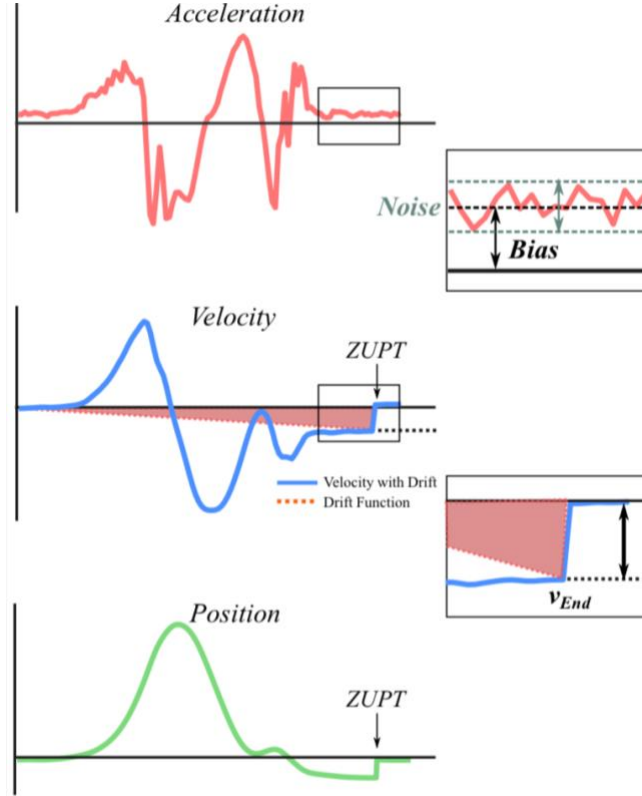 Acceleration
Noise
Bias
Velocity
ZUPT
Velocity with Drift
Drift Function
vEnd
Position
ZUPT